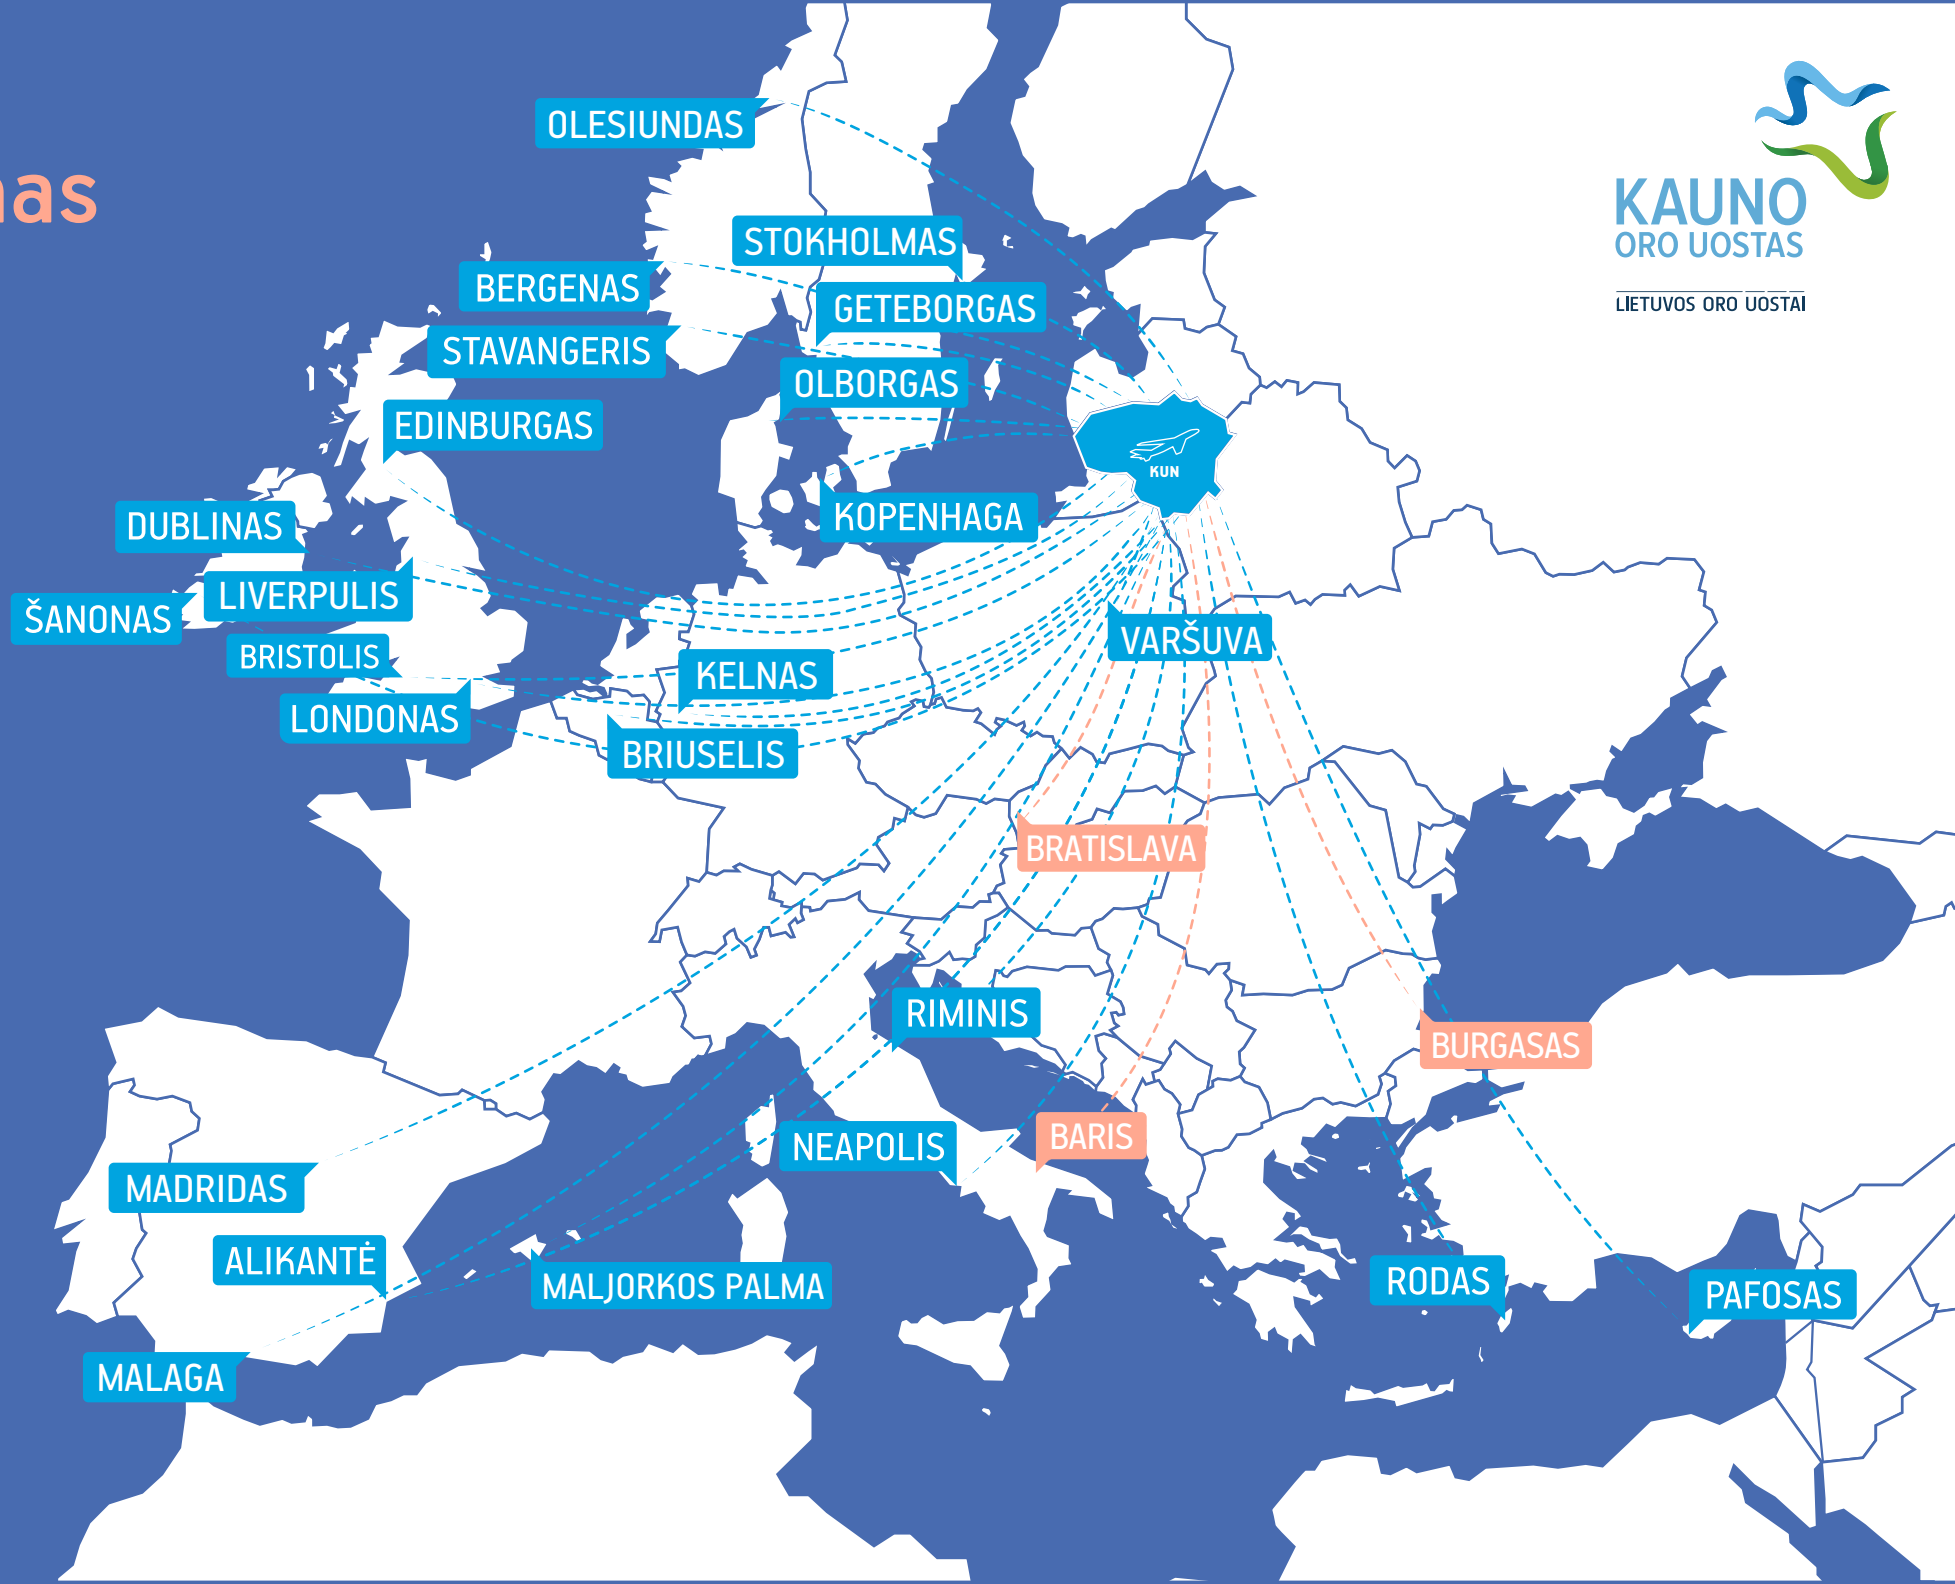 OLESIUNDAS
KAUNO
ORO UOSTAS
LIETUVOS ORO UOSTAI
STOKHOLMAS
BERGENAS
GETEBORGAS
STAVANGERIS
OLBORGAS
EDINBURGAS
KUN
DUBLINAS
KOPENHAGA
LIVERPULIS
ŠANONAS
VARŠUVA
BRISTOLIS
KELNAS
LONDONAS
BRIUSELIS
BRATISLAVA
RIMINIS
BURGASAS
BARIS
NEAPOLIS
MADRIDAS
ALIKANTĖ
MALJORKOS PALMA
RODAS
PAFOSAS
MALAGA